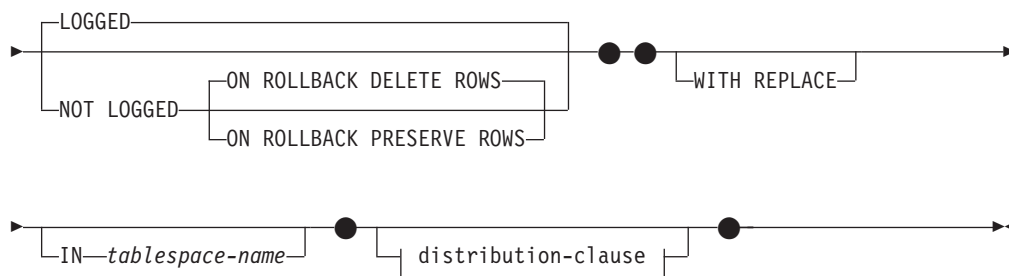 LOGGED
WITH REPLACE
ON ROLLBACK DELETE ROWS
NOT LOGGED
ON ROLLBACK PRESERVE ROWS
IN tablespace-name
distribution-clause